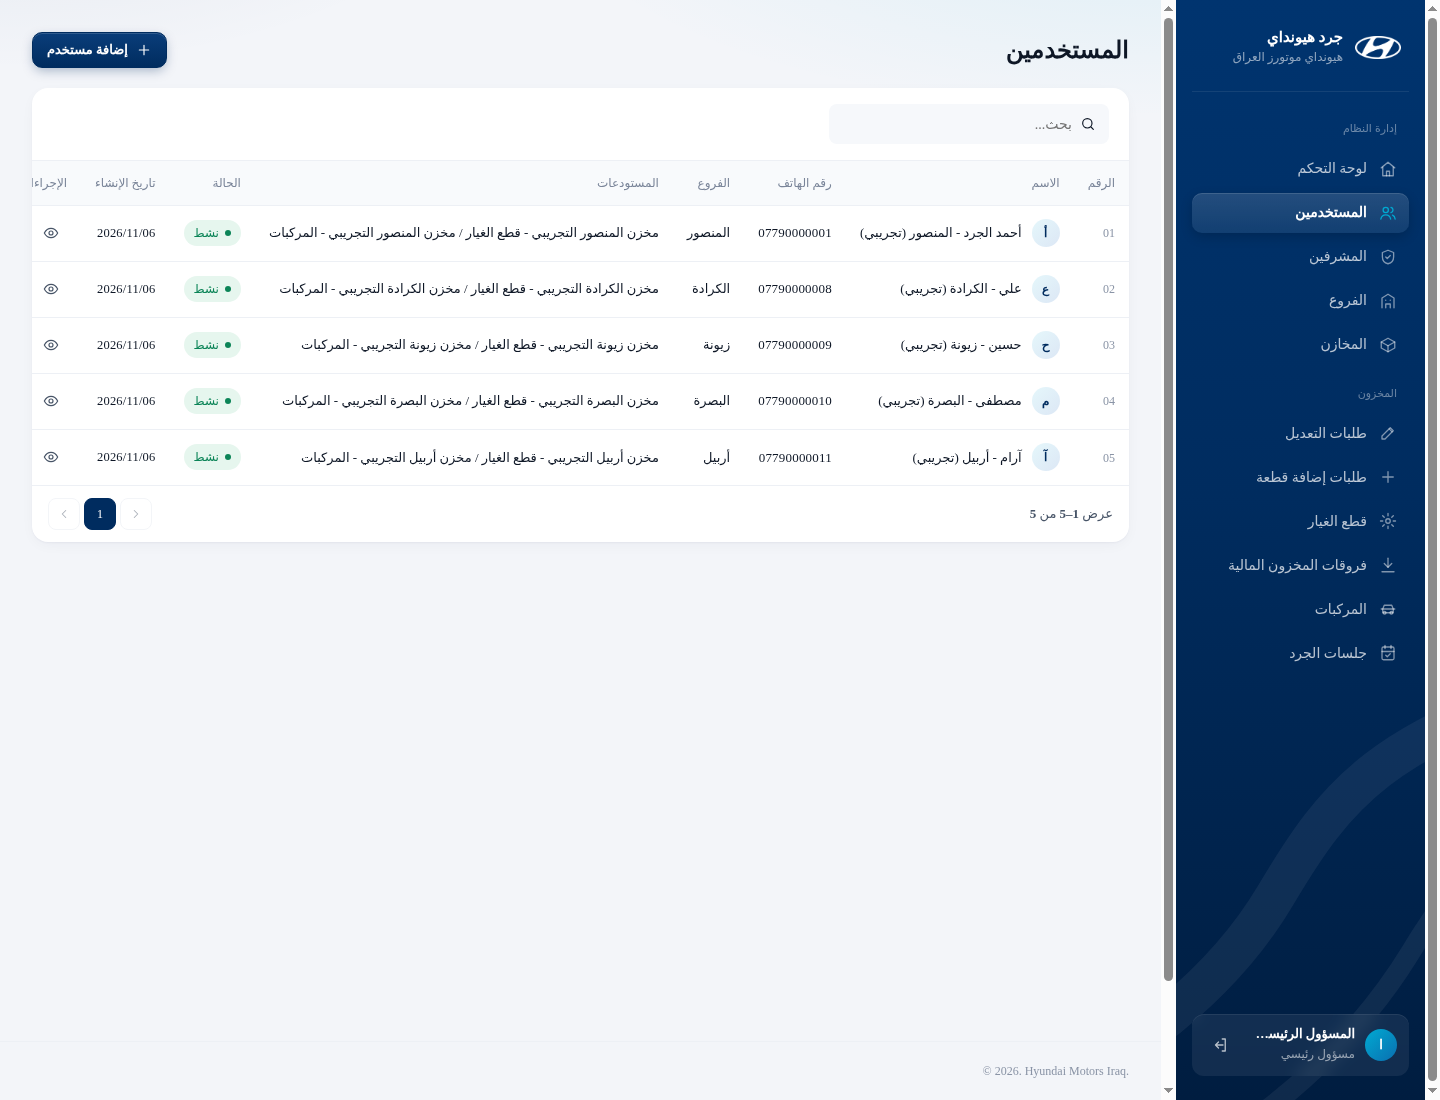 جرد هيونداي
هيونداي موتورز العراق
إدارة النظام
لوحة التحكم
المستخدمين
المشرفين
الفروع
المخازن
المخزون
طلبات التعديل
طلبات إضافة قطعة
قطع الغيار
فروقات المخزون المالية
المركبات
جلسات الجرد
ا
المسؤول الرئيسـ...
مسؤول رئيسي
المستخدمين
إضافة مستخدم
بحث...
الرقم الاسم رقم الهاتف الفروع المستودعات الحالة تاريخ الإنشاء
01 أ أحمد الجرد - المنصور (تجريبي) 07790000001 المنصور مخزن المنصور التجريبي - قطع الغيار / مخزن المنصور التجريبي - المركبات نشط 2026/11/06
02 ع علي - الكرادة (تجريبي) 07790000008 الكرادة مخزن الكرادة التجريبي - قطع الغيار / مخزن الكرادة التجريبي - المركبات نشط 2026/11/06
03 ح حسين - زيونة (تجريبي) 07790000009 زيونة مخزن زيونة التجريبي - قطع الغيار / مخزن زيونة التجريبي - المركبات نشط 2026/11/06
04 م مصطفى - البصرة (تجريبي) 07790000010 البصرة مخزن البصرة التجريبي - قطع الغيار / مخزن البصرة التجريبي - المركبات نشط 2026/11/06
05 آ آرام - أربيل (تجريبي) 07790000011 أربيل مخزن أربيل التجريبي - قطع الغيار / مخزن أربيل التجريبي - المركبات نشط 2026/11/06
عرض 1–5 من 5
1
© 2026. Hyundai Motors Iraq.